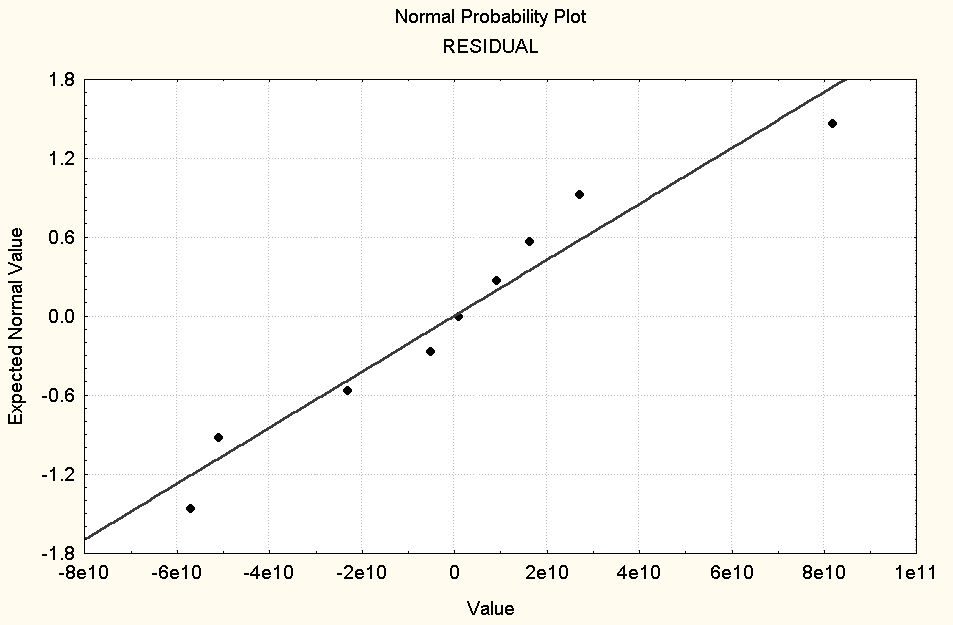 Normal Probability Plot
RESIDUAL
Expected Normal Value
1.8
1.2
0.6
0.0
-0.6
-1.2
-1.8
-8e10 -6e10 -4e10 -2e10 0 2e10 4e10 6e10 8e10 1e11
Value